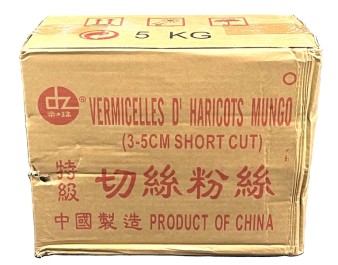 5 KG
dz®
VERMICELLES D' HARICOTS MUNGO
(3-5CM SHORT CUT)
特級
切絲粉絲
中國製造 PRODUCT OF CHINA